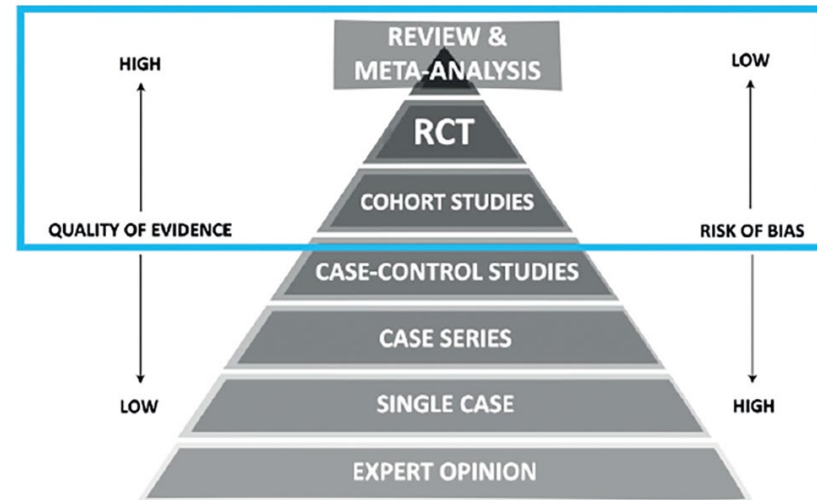 REVIEW &
META-ANALYSIS
HIGH
LOW
RCT
COHORT STUDIES
QUALITY OF EVIDENCE
RISK OF BIAS
CASE-CONTROL STUDIES
CASE SERIES
LOW
SINGLE CASE
HIGH
EXPERT OPINION